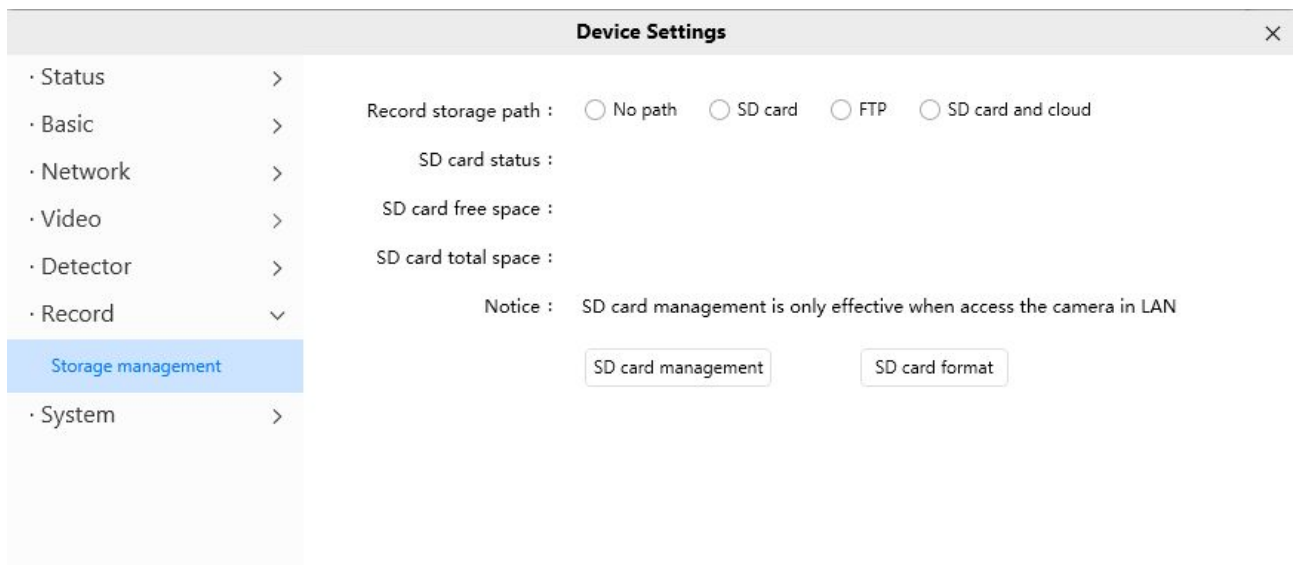 Device Settings
· Status
· Basic
· Network
· Video
· Detector
· Record
Storage management
· System
Record storage path : No path SD card FTP SD card and cloud
SD card status :
SD card free space :
SD card total space :
Notice : SD card management is only effective when access the camera in LAN
SD card management SD card format